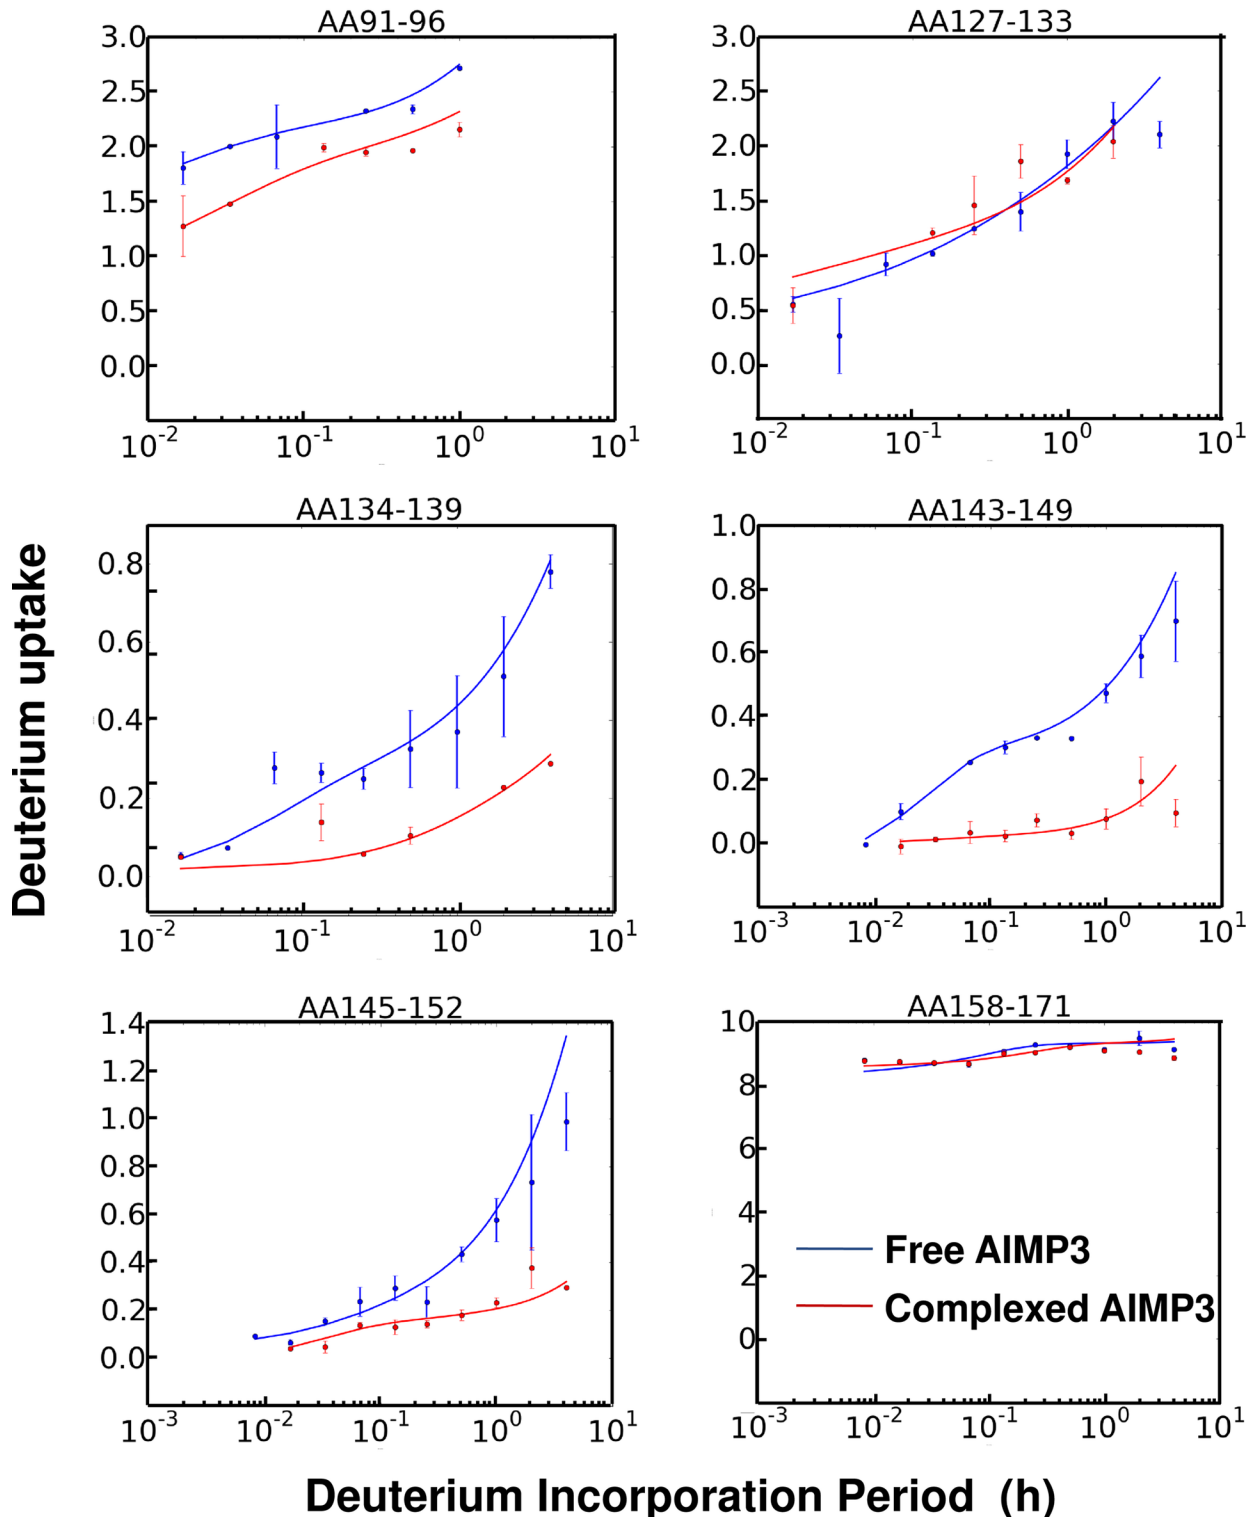 AA91-96
3.0
2.5
2.0
1.5
1.0
0.5
0.0
10-2 10-1 100 101
AA127-133
3.0
2.5
2.0
1.5
1.0
0.5
0.0
10-2 10-1 100 101
AA134-139
0.8
0.6
0.4
0.2
0.0
10-2 10-1 100 101
AA143-149
1.0
0.8
0.6
0.4
0.2
0.0
10-3 10-2 10-1 100 101
AA145-152
1.4
1.2
1.0
0.8
0.6
0.4
0.2
0.0
10-3 10-2 10-1 100 101
AA158-171
10
8
6
4
2
0
Free AIMP3
Complexed AIMP3
10-3 10-2 10-1 100 101
Deuterium uptake
Deuterium Incorporation Period (h)